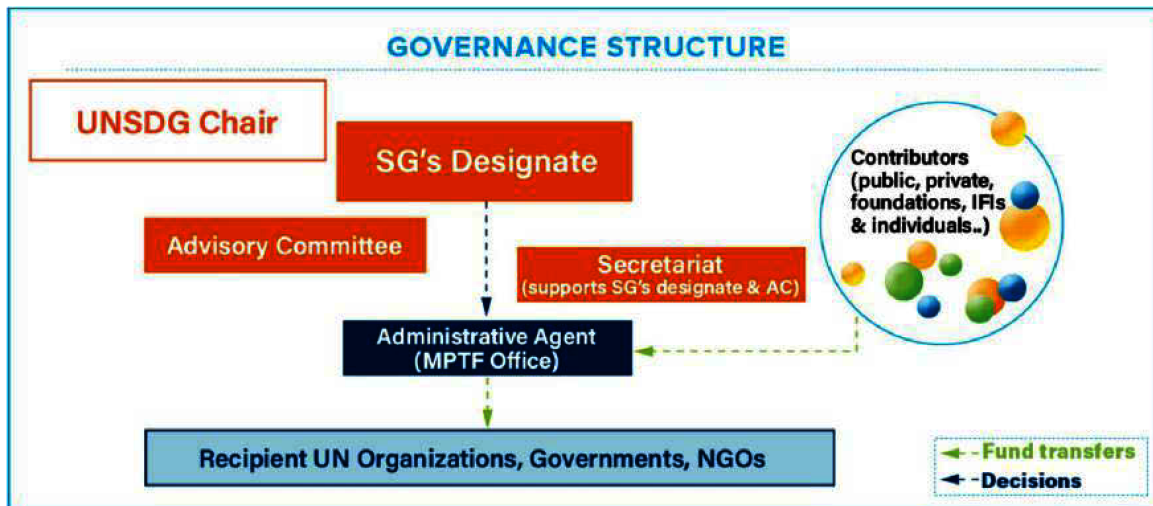 GOVERNANCE STRUCTURE
UNSDG Chair
SG's Designate
Advisory Committee
Secretariat
(supports SG's designate & AC)
Contributors
(public, private,
foundations, IFIs
& individuals..)
Administrative Agent
(MPTF Office)
Recipient UN Organizations, Governments, NGOs
Fund transfers
Decisions